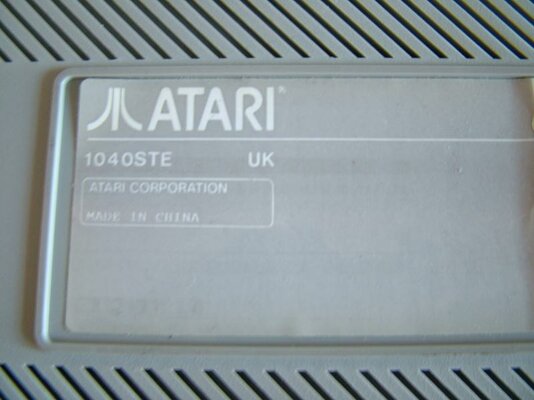 ATARI®
1040STE UK
ATARI CORPORATION
MADE IN CHINA